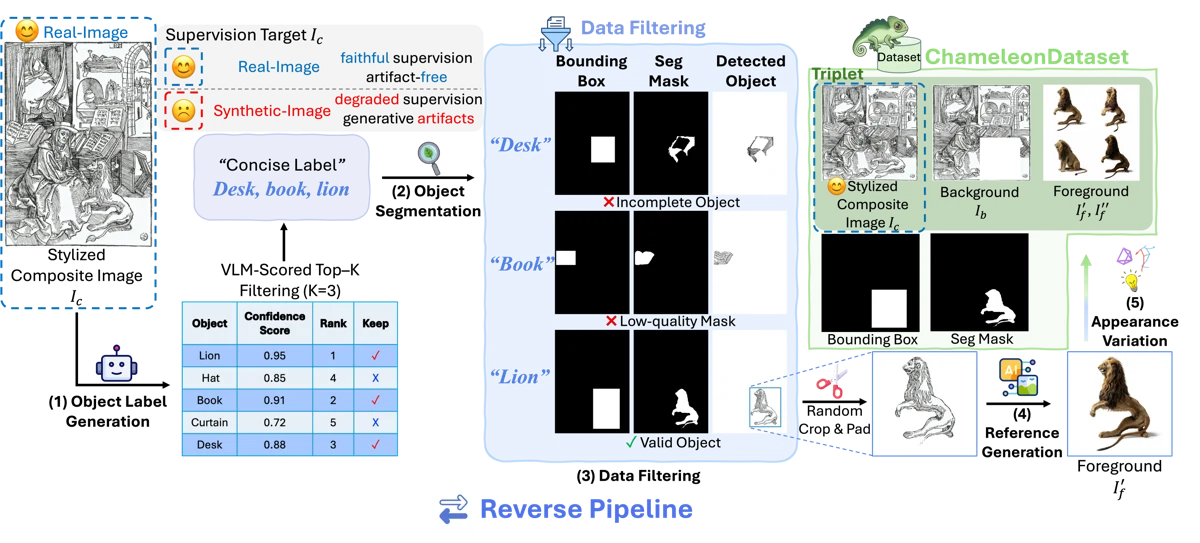 Real-Image
Stylized
Composite Image
I_c
(1) Object Label
Generation
Supervision Target I_c
Real-Image
faithful supervision
artifact-free
Synthetic-Image
degraded supervision
generative artifacts
“Concise Label”
Desk, book, lion
(2) Object
Segmentation
VLM-Scored Top–K
Filtering (K=3)
Object Confidence Score Rank Keep
Lion 0.95 1 ✓
Hat 0.85 4 X
Book 0.91 2 ✓
Curtain 0.72 5 X
Desk 0.88 3 ✓
Data Filtering
Bounding
Box
Seg
Mask
Detected
Object
“Desk”
✗ Incomplete Object
“Book”
✗ Low-quality Mask
“Lion”
✓ Valid Object
(3) Data Filtering
Random
Crop & Pad
AI
(4)
Reference
Generation
Foreground
I′_f
(5)
Appearance
Variation
Dataset
ChameleonDataset
Triplet
Stylized
Composite
Image I_c
Background
I_b
Foreground
I′_f, I′′_f
Bounding Box
Seg Mask
Reverse Pipeline